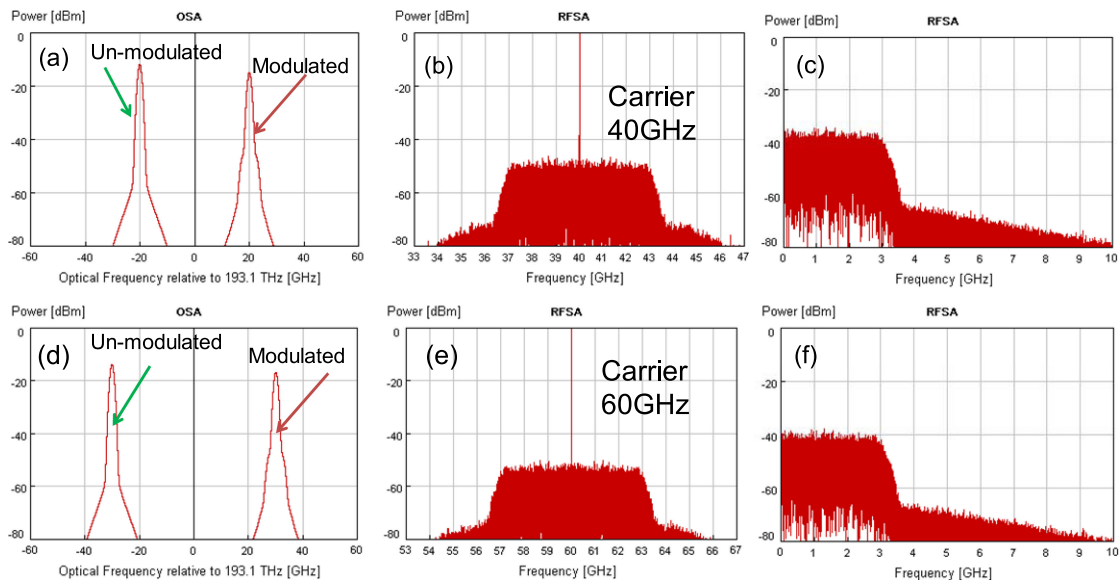 Power [dBm] OSA
(a)
Un-modulated
Modulated
0
-20
-40
-60
-80
-60 -40 -20 0 20 40 60
Optical Frequency relative to 193.1 THz [GHz]
Power [dBm] RFSA
(b)
Carrier
40GHz
0
-20
-40
-60
-80
33 34 35 36 37 38 39 40 41 42 43 44 45 46 47
Frequency [GHz]
Power [dBm] RFSA
(c)
0
-20
-40
-60
-80
0 1 2 3 4 5 6 7 8 9 10
Frequency [GHz]
Power [dBm] OSA
(d)
Un-modulated
Modulated
0
-20
-40
-60
-80
-60 -40 -20 0 20 40 60
Optical Frequency relative to 193.1 THz [GHz]
Power [dBm] RFSA
(e)
Carrier
60GHz
0
-20
-40
-60
-80
53 54 55 56 57 58 59 60 61 62 63 64 65 66 67
Frequency [GHz]
Power [dBm] RFSA
(f)
0
-20
-40
-60
-80
0 1 2 3 4 5 6 7 8 9 10
Frequency [GHz]